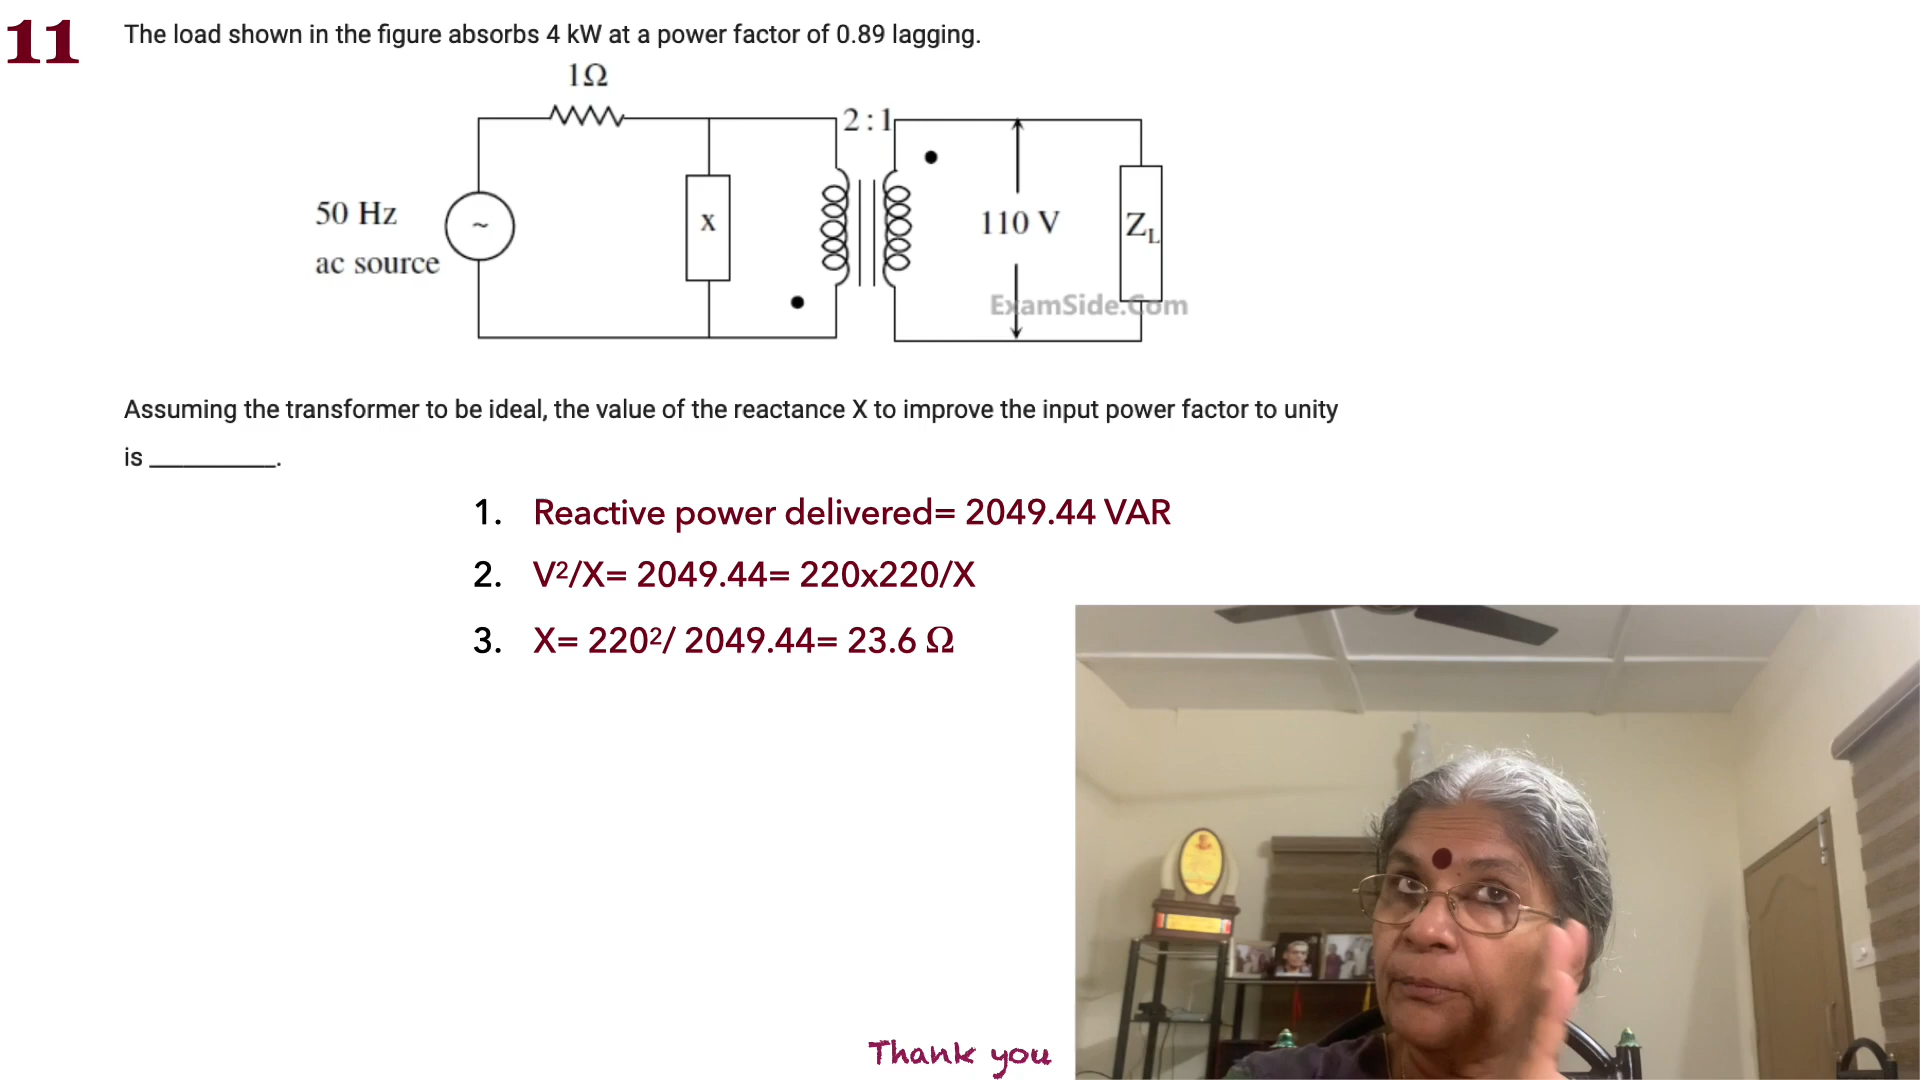 11
The load shown in the figure absorbs 4 kW at a power factor of 0.89 lagging.
1Ω
2:1
50 Hz
ac source
~
X
110 V
Z_L
ExamSide.Com
Assuming the transformer to be ideal, the value of the reactance X to improve the input power factor to unity
is __________.
1. Reactive power delivered= 2049.44 VAR
2. V²/X= 2049.44= 220x220/X
3. X= 220²/ 2049.44= 23.6 Ω
Thank you